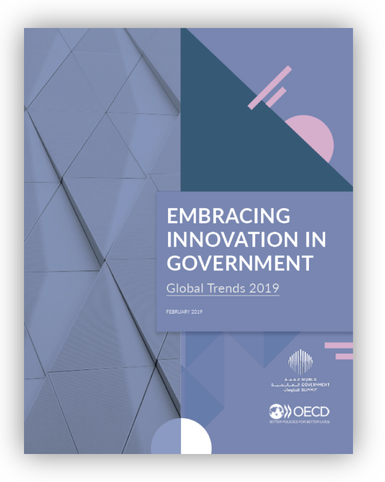 EMBRACING
INNOVATION IN
GOVERNMENT
Global Trends 2019
FEBRUARY 2019
WORLD
GOVERNMENT
SUMMIT
OECD
BETTER POLICIES FOR BETTER LIVES